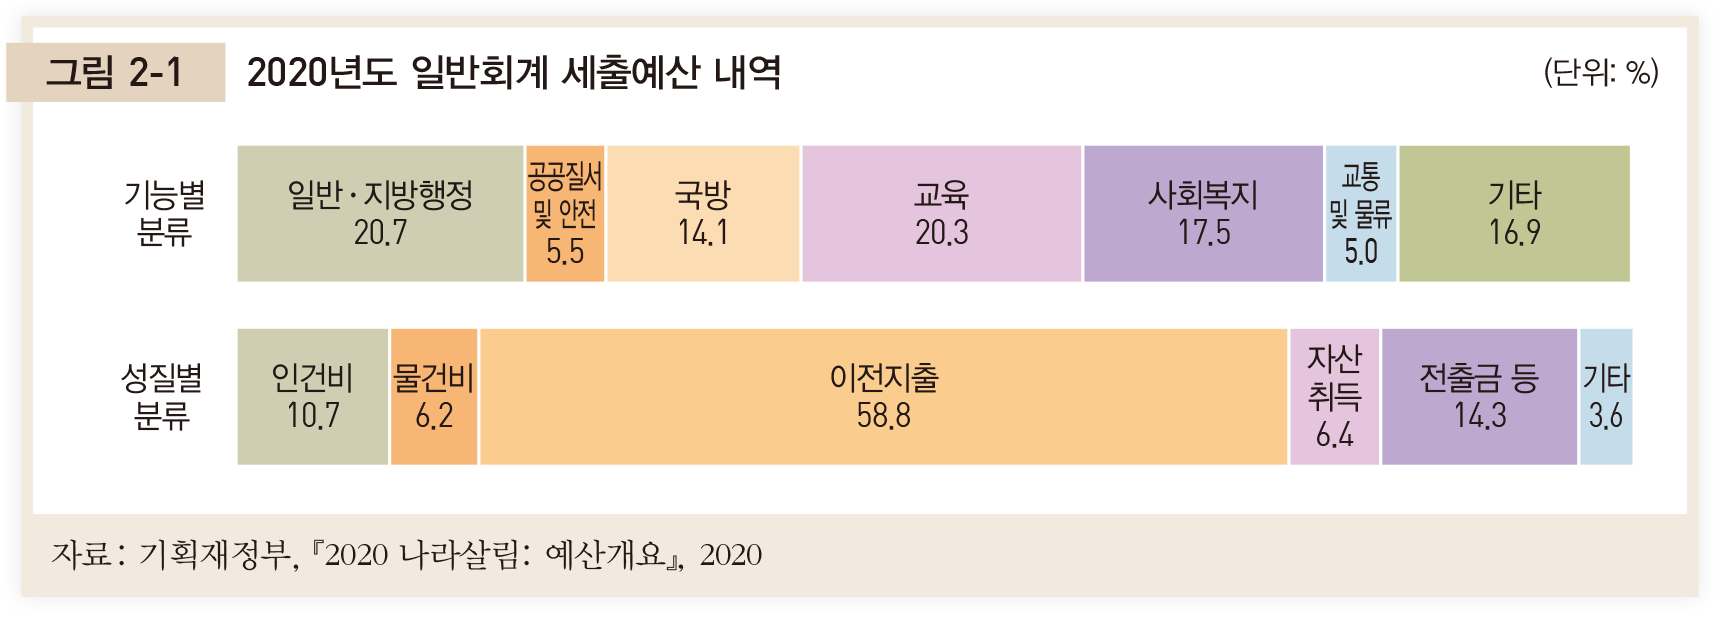 그림 2-1 2020년도 일반회계 세출예산 내역 (단위: %)
기능별
분류
일반·지방행정
20.7
공공질서
및 안전
5.5
국방
14.1
교육
20.3
사회복지
17.5
교통
및 물류
5.0
기타
16.9
성질별
분류
인건비
10.7
물건비
6.2
이전지출
58.8
자산
취득
6.4
전출금 등
14.3
기타
3.6
자료: 기획재정부, 『2020 나라살림: 예산개요』, 2020